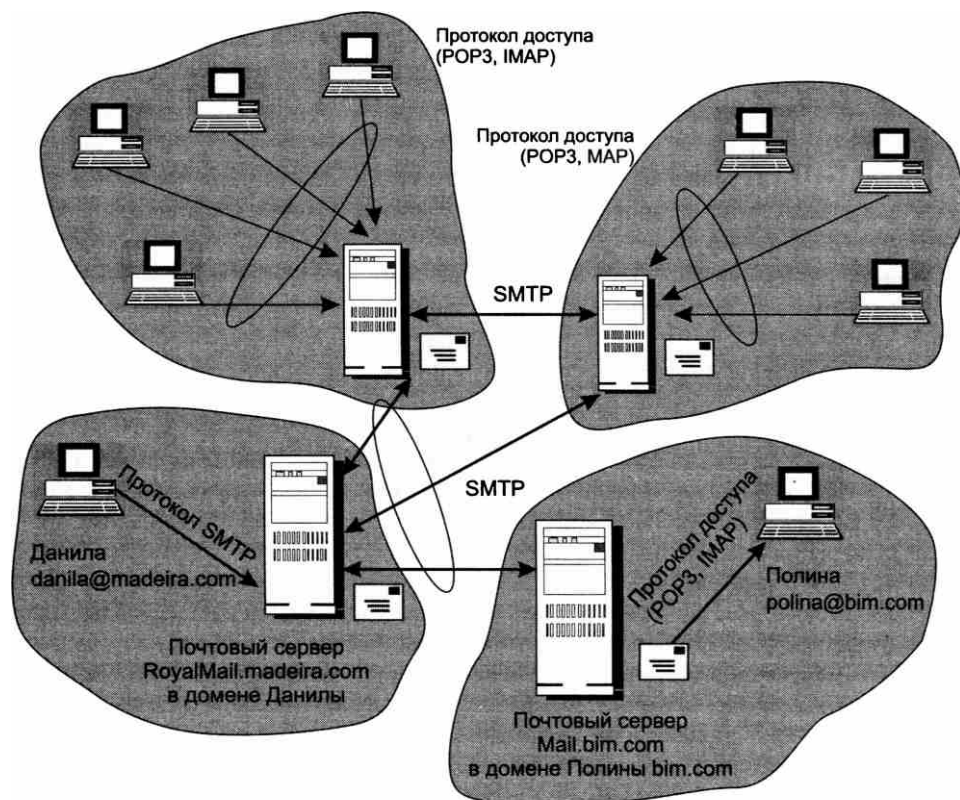 Протокол доступа
(POP3, IMAP)
Протокол доступа
(POP3, MAP)
SMTP
SMTP
Протокол SMTP
Данила
danila@madeira.com
Почтовый сервер
RoyalMail.madeira.com
в домене Данилы
Протокол доступа
(POP3, IMAP)
Полина
polina@bim.com
Почтовый сервер
Mail.bim.com
в домене Полины bim.com